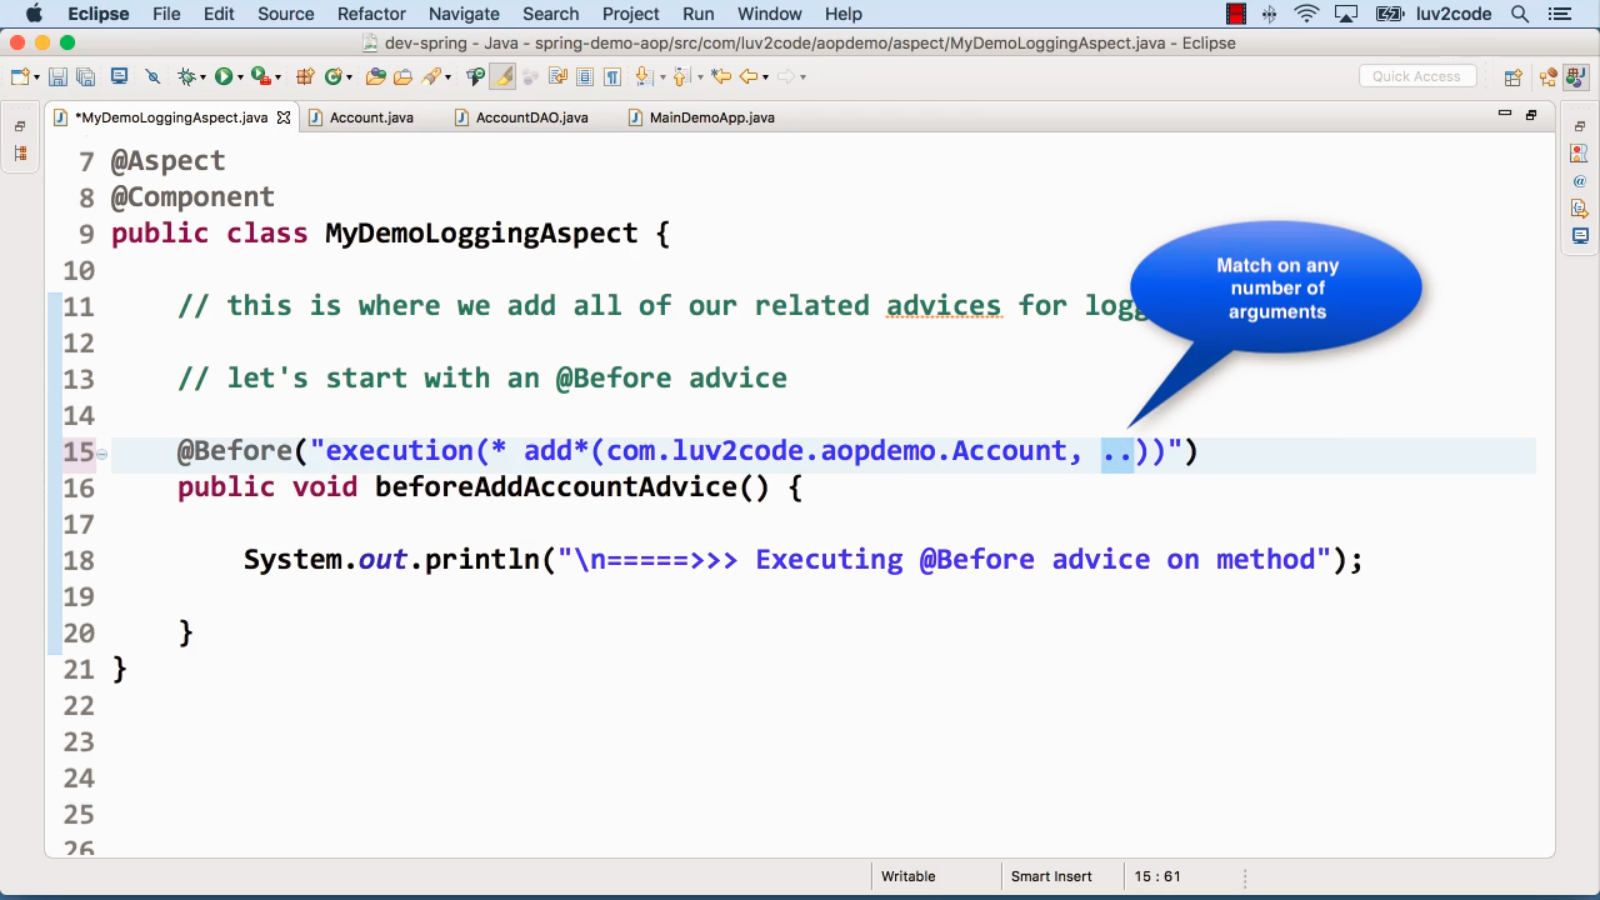 Eclipse File Edit Source Refactor Navigate Search Project Run Window Help luv2code
dev-spring - Java - spring-demo-aop/src/com/luv2code/aopdemo/aspect/MyDemoLoggingAspect.java - Eclipse
Quick Access
*MyDemoLoggingAspect.java Account.java AccountDAO.java MainDemoApp.java
7 @Aspect
8 @Component
9 public class MyDemoLoggingAspect {
10
11 // this is where we add all of our related advices for logg
Match on any
number of
arguments
12
13 // let's start with an @Before advice
14
15 @Before("execution(* add*(com.luv2code.aopdemo.Account, ..))")
16 public void beforeAddAccountAdvice() {
17
18 System.out.println("\n=====>>> Executing @Before advice on method");
19
20 }
21 }
22
23
24
25
26
Writable Smart Insert 15 : 61